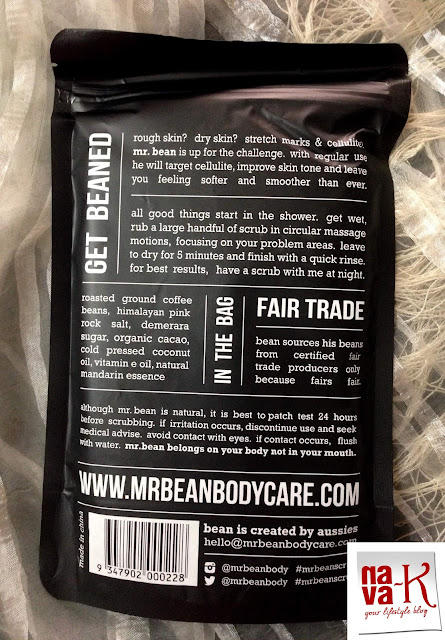 GET BEANED
rough skin? dry skin? stretch marks & cellulite,
mr. bean is up for the challenge. with regular use
he will target cellulite, improve skin tone and leave
you feeling softer and smoother than ever.
all good things start in the shower. get wet,
rub a large handful of scrub in circular massage
motions, focusing on your problem areas. leave
to dry for 5 minutes and finish with a quick rinse.
for best results, have a scrub with me at night.
roasted ground coffee
beans, himalayan pink
rock salt, demerara
sugar, organic cacao,
cold pressed coconut
oil, vitamin e oil, natural
mandarin essence
IN THE BAG
FAIR TRADE
bean sources his beans
from certified fair
trade producers only
because fairs fair.
although mr. bean is natural, it is best to patch test 24 hours
before scrubbing. if irritation occurs, discontinue use and seek
medical advise. avoid contact with eyes. if contact occurs, flush
with water. mr.bean belongs on your body not in your mouth.
WWW.MRBEANBODYCARE.COM
made in china
9 347902 000228
bean is created by aussies
hello@mrbeanbodycare.com
@mrbeanbody #mrbeanscr
@mrbeanbody #mrbeanscr
na
va-K
your lifestyle blog